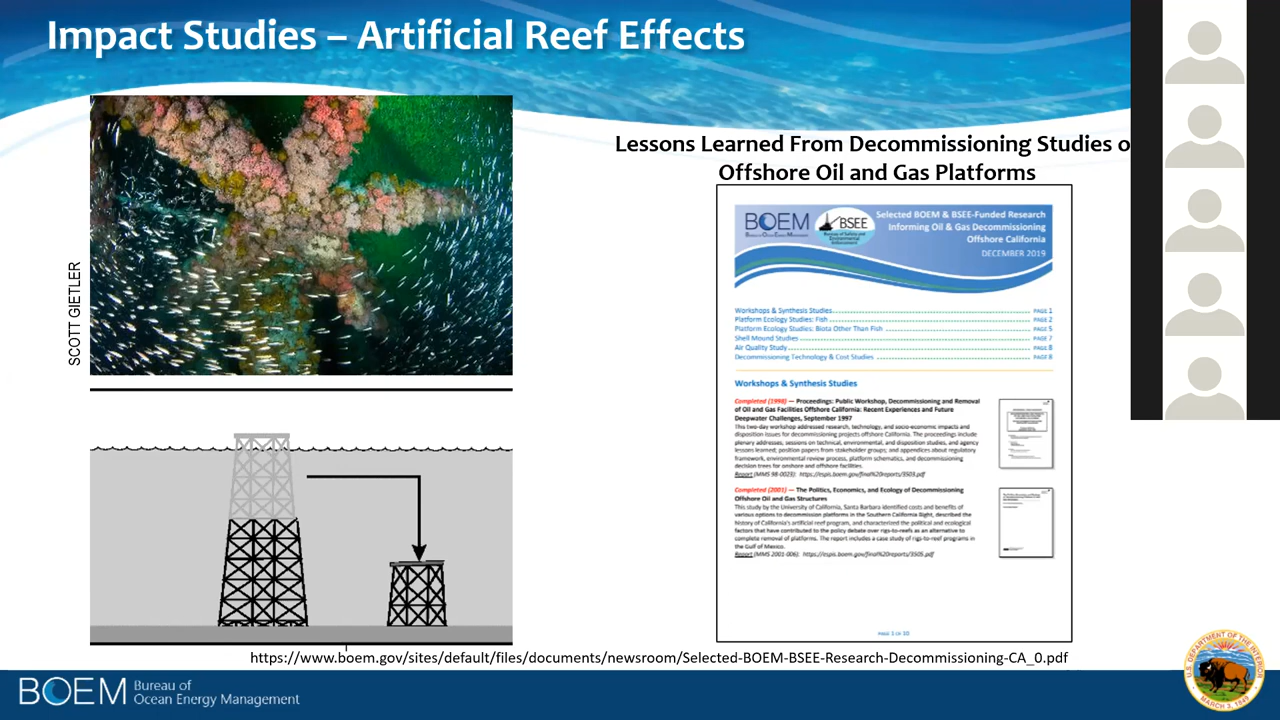 Impact Studies – Artificial Reef Effects
SCOTT GIETLER
Lessons Learned From Decommissioning Studies o
Offshore Oil and Gas Platforms
BOEM
BUREAU OF OCEAN ENERGY MANAGEMENT
BSEE
Bureau of Safety and
Environmental
Enforcement
Selected BOEM & BSEE-Funded Research
Informing Oil & Gas Decommissioning
Offshore California
DECEMBER 2019
Workshops & Synthesis Studies PAGE 1
Platform Ecology Studies: Fish PAGE 2
Platform Ecology Studies: Biota Other Than Fish PAGE 5
Shell Mound Studies PAGE 7
Air Quality Study PAGE 8
Decommissioning Technology & Cost Studies PAGE 8
Workshops & Synthesis Studies
Completed (1998) — Proceedings: Public Workshop, Decommissioning and Removal
of Oil and Gas Facilities Offshore California: Recent Experiences and Future
Deepwater Challenges, September 1997
This two-day workshop addressed research, technology, and socio-economic impacts and
disposition issues for decommissioning projects offshore California. The proceedings include
plenary addresses, sessions on technical, environmental, and disposition studies, and agency
lessons learned; position papers from stakeholder groups; and appendices about regulatory
framework, environmental review process, platform schematics, and decommissioning
decision trees for onshore and offshore facilities.
Report (MMS 98-0023): https://espis.boem.gov/final%20reports/3503.pdf
Completed (2001) — The Politics, Economics, and Ecology of Decommissioning
Offshore Oil and Gas Structures
This study by the University of California, Santa Barbara identified costs and benefits of
various options to decommission platforms in the Southern California Bight, described the
history of California's artificial reef program, and characterized the political and ecological
factors that have contributed to the policy debate over rigs-to-reefs as an alternative to
complete removal of platforms. The report includes a case study of rigs-to-reef programs in
the Gulf of Mexico.
Report (MMS 2001-006): https://espis.boem.gov/final%20reports/3505.pdf
PAGE 1 OF 10
https://www.boem.gov/sites/default/files/documents/newsroom/Selected-BOEM-BSEE-Research-Decommissioning-CA_0.pdf
BOEM
Bureau of
Ocean Energy Management
U.S. DEPARTMENT OF THE INTERIOR
MARCH 3, 1849